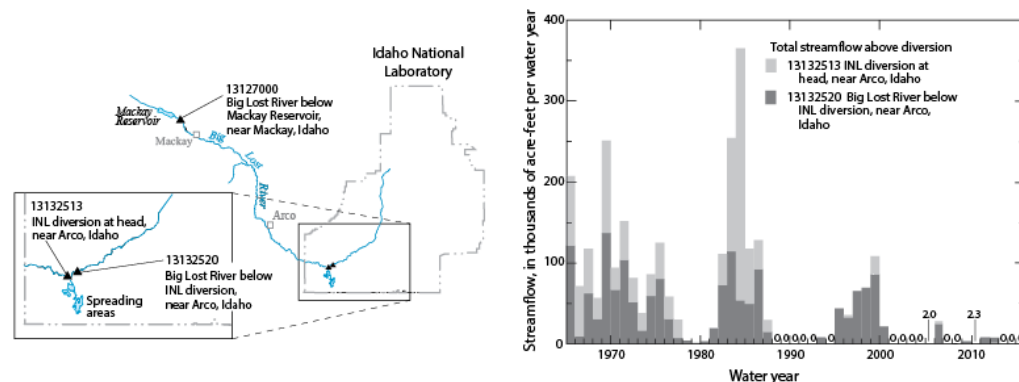 Idaho National
Laboratory
13127000
Big Lost River below
Mackay Reservoir,
near Mackay, Idaho
Mackay
Reservoir
Mackay
Big
Lost
River
Arco
13132513
INL diversion at head,
near Arco, Idaho
13132520
Big Lost River below
INL diversion,
near Arco, Idaho
Spreading
areas
Streamflow, in thousands of acre-feet per water year
400
300
200
100
0
Total streamflow above diversion
13132513 INL diversion at
head, near Arco, Idaho
13132520 Big Lost River below
INL diversion, near Arco,
Idaho
0 0 0 0 0 0 0 0 0 2.0 0 0 2.3 0 0 0
1970 1980 1990 2000 2010
Water year